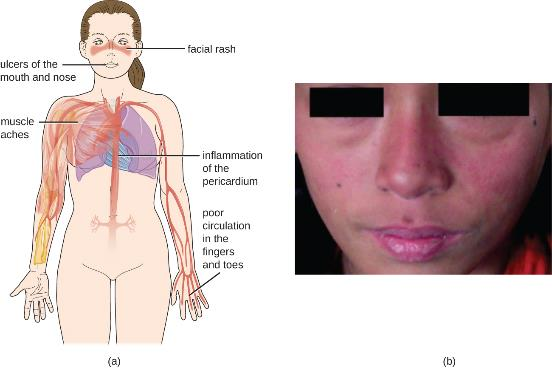 facial rash
ulcers of the
mouth and nose
muscle
aches
inflammation
of the
pericardium
poor
circulation
in the
fingers
and toes
(a)
(b)